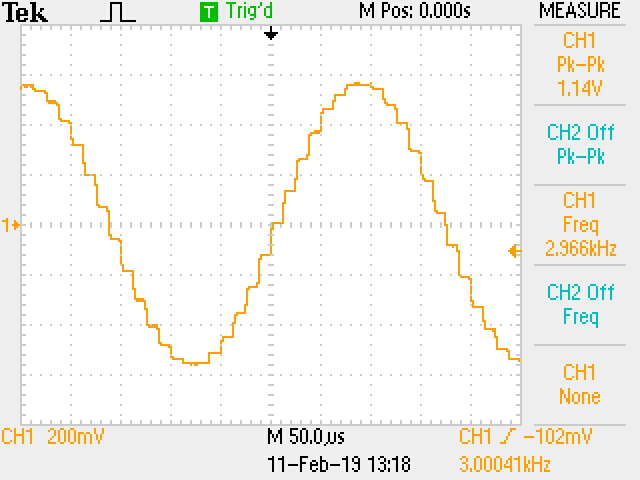 Tek T Trig'd M Pos: 0.000s MEASURE
CH1
Pk-Pk
1.14V
CH2 Off
Pk-Pk
1
CH1
Freq
2.966kHz
CH2 Off
Freq
CH1
None
CH1 200mV M 50.0µs CH1 -102mV
11-Feb-19 13:18 3.00041kHz